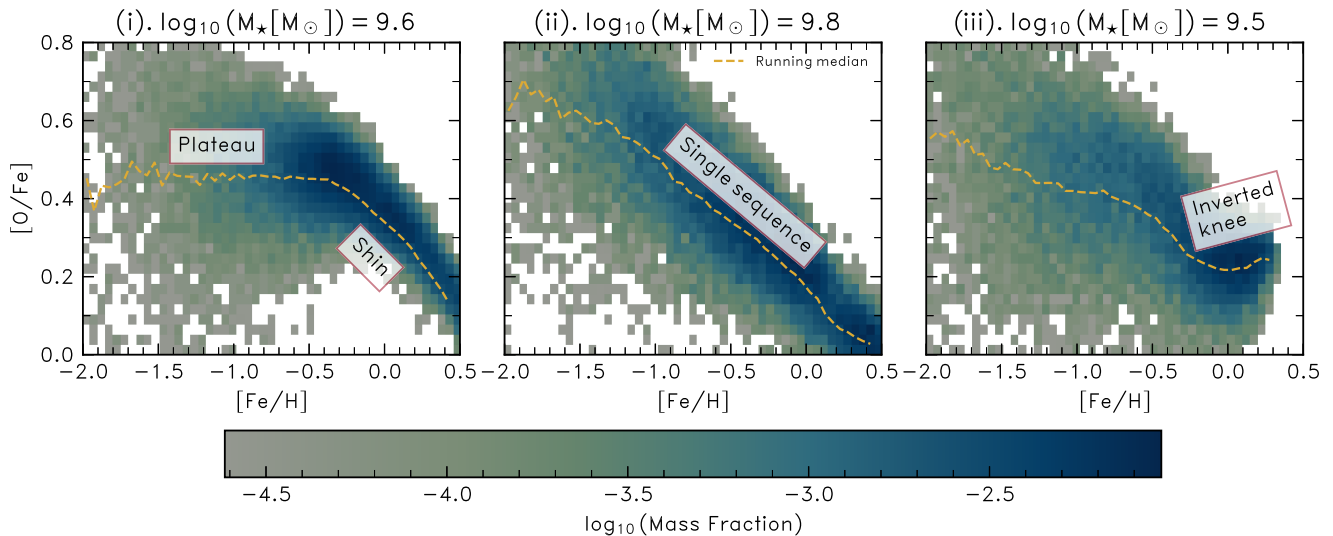 (i). log₁₀(M⋆[M⊙]) = 9.6
(ii). log₁₀(M⋆[M⊙]) = 9.8
(iii). log₁₀(M⋆[M⊙]) = 9.5
0.8
0.6
0.4
0.2
0.0
[O/Fe]
Plateau
Shin
Running median
Single sequence
Inverted
knee
−2.0 −1.5 −1.0 −0.5 0.0 0.5
−2.0 −1.5 −1.0 −0.5 0.0 0.5
−2.0 −1.5 −1.0 −0.5 0.0 0.5
[Fe/H]
[Fe/H]
[Fe/H]
−4.5 −4.0 −3.5 −3.0 −2.5
log₁₀(Mass Fraction)